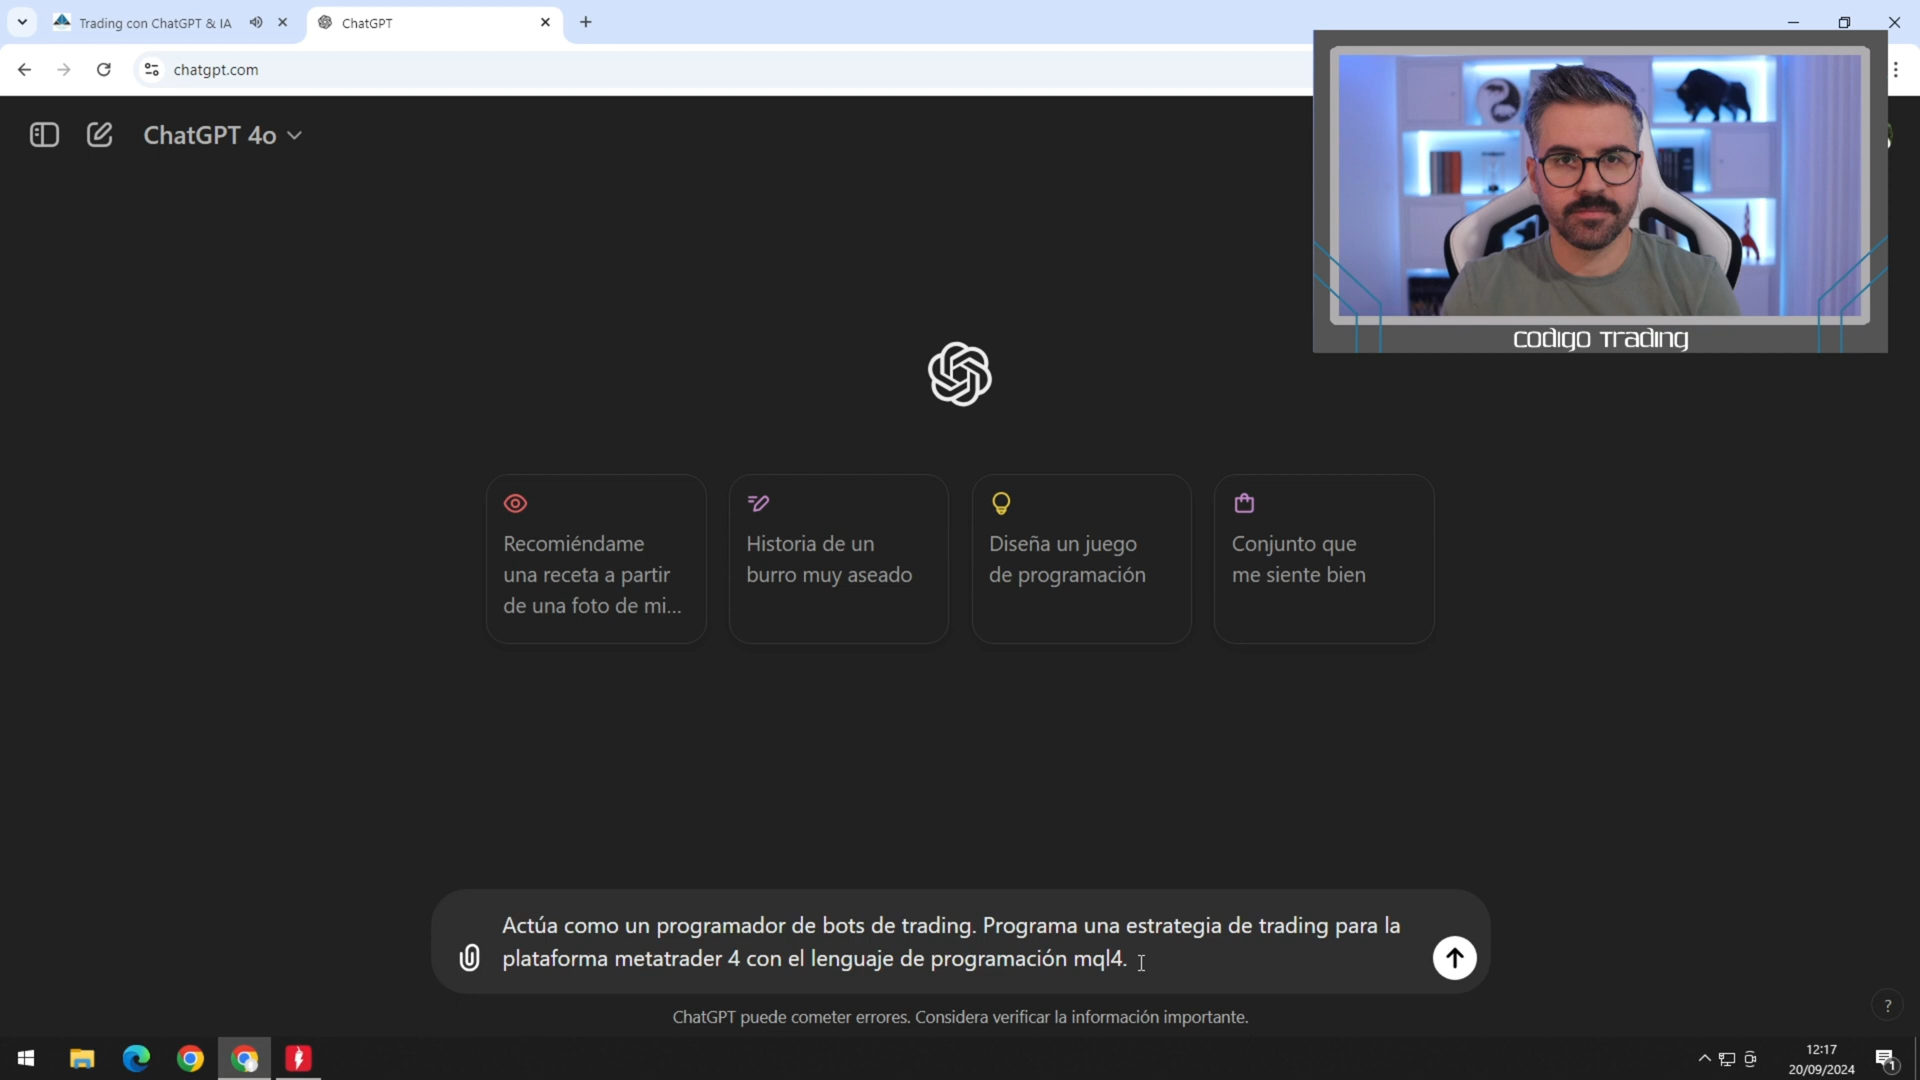 Trading con ChatGPT & IA
ChatGPT
chatgpt.com
ChatGPT 4o
codigo Trading
Recomiéndame
una receta a partir
de una foto de mi...
Historia de un
burro muy aseado
Diseña un juego
de programación
Conjunto que
me siente bien
Actúa como un programador de bots de trading. Programa una estrategia de trading para la
plataforma metatrader 4 con el lenguaje de programación mql4.
ChatGPT puede cometer errores. Considera verificar la información importante.
?
12:17
20/09/2024
1